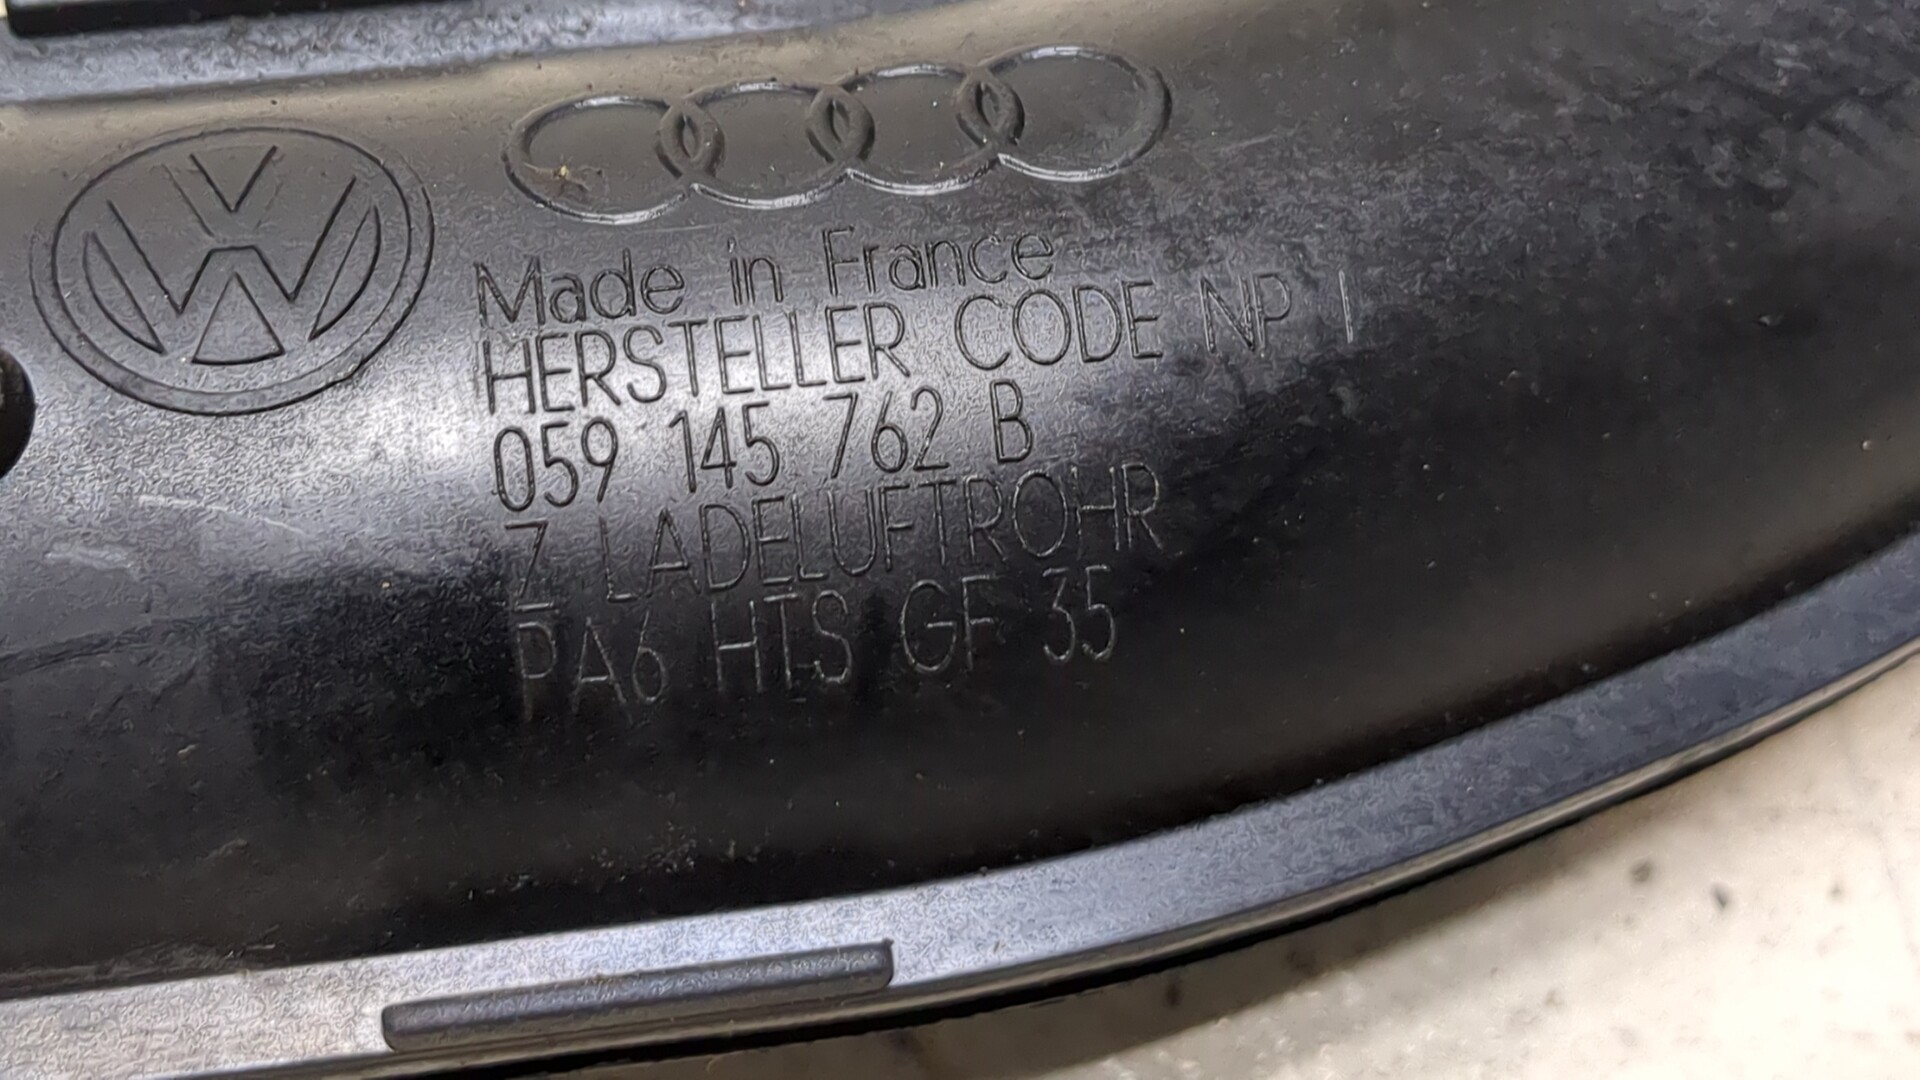 Made in France
HERSTELLER CODE NP I
059 145 762 B
Z LADELUFTROHR
PA6 HTS GF 35